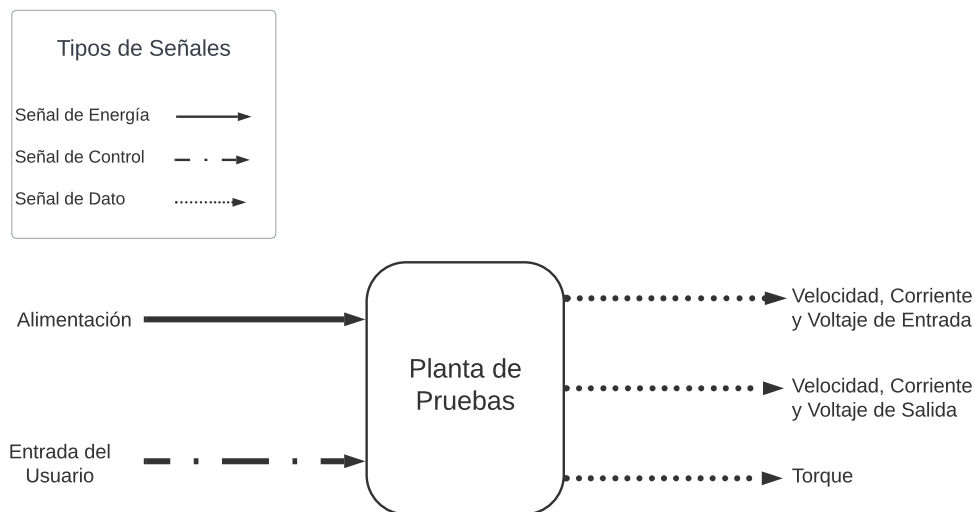 Tipos de Señales
Señal de Energía
Señal de Control
Señal de Dato
Alimentación
Entrada del
Usuario
Planta de
Pruebas
Velocidad, Corriente
y Voltaje de Entrada
Velocidad, Corriente
y Voltaje de Salida
Torque